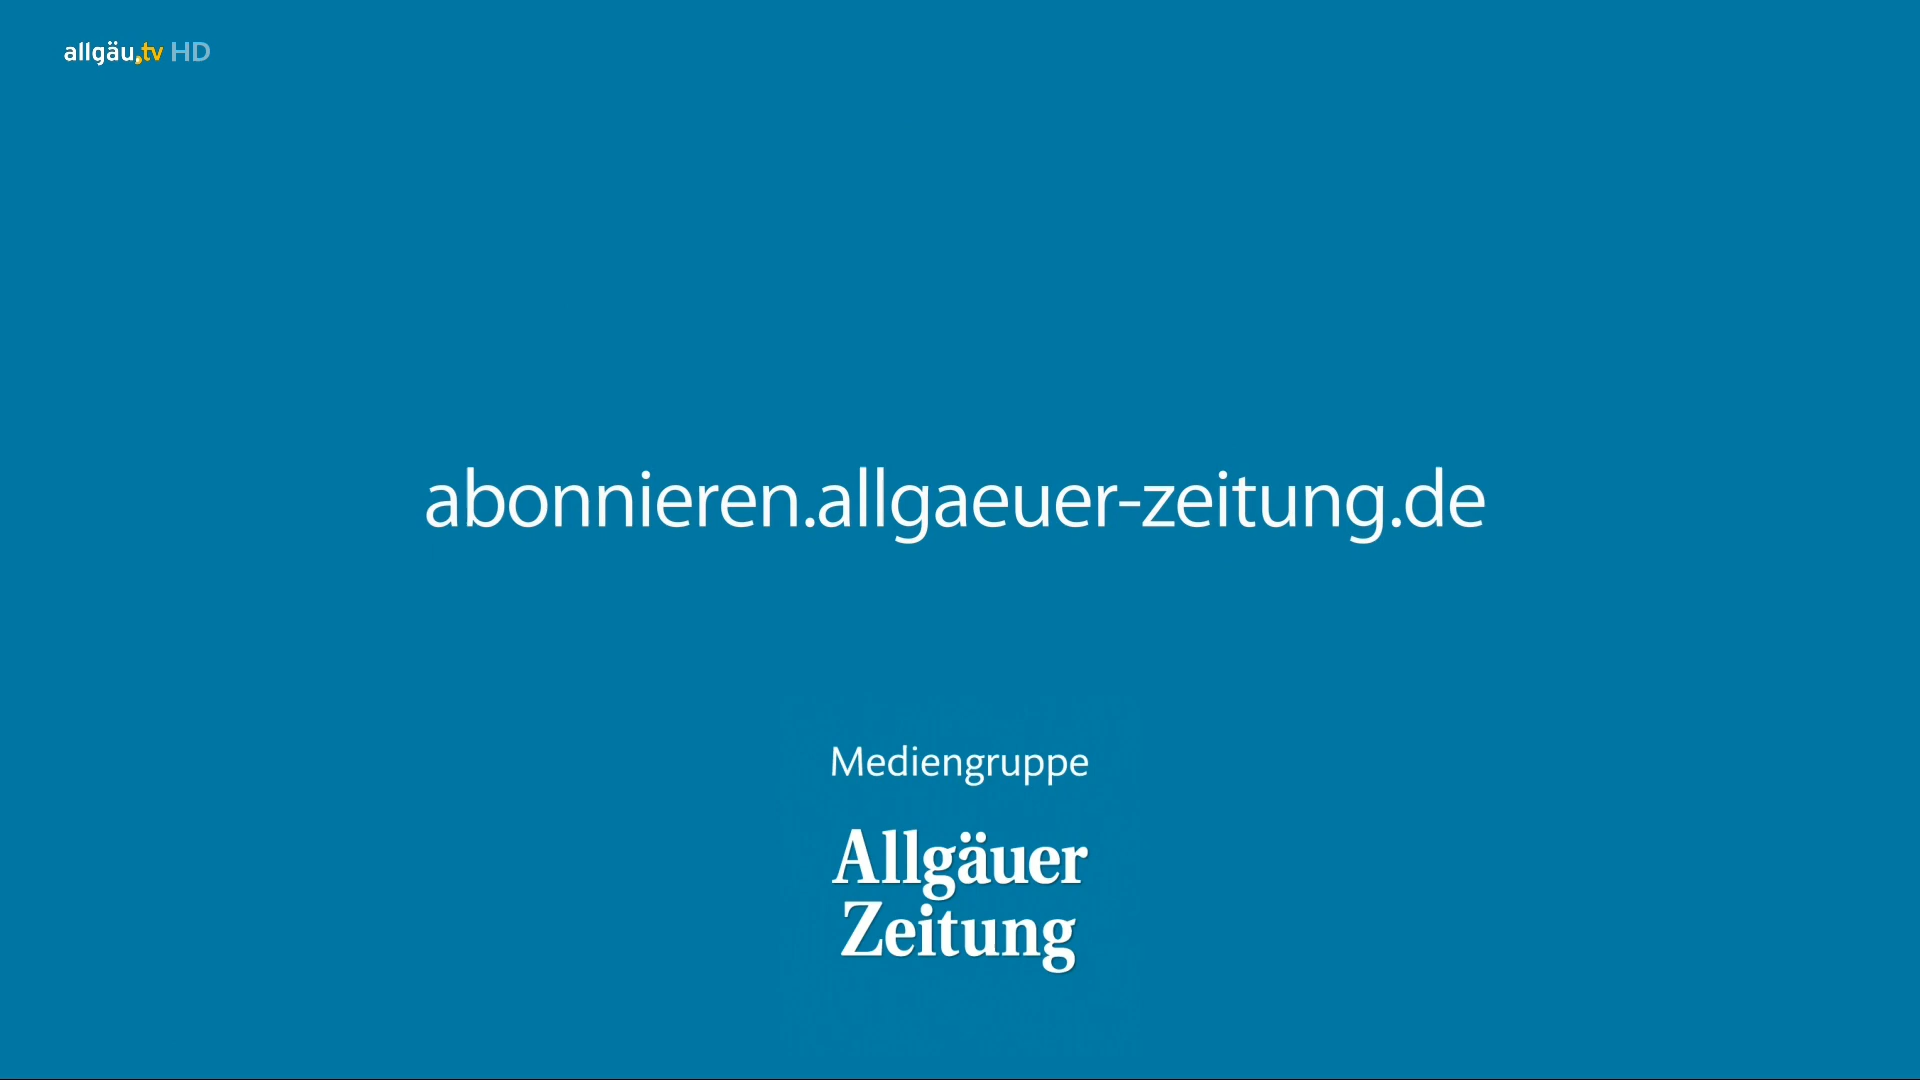 allgäu.tv HD
abonnieren.allgaeuer-zeitung.de
Mediengruppe
Allgäuer
Zeitung